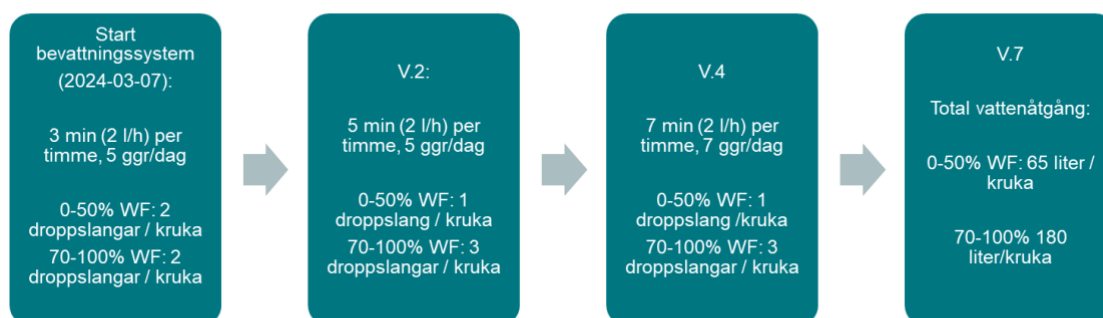 Start
bevattningssystem
(2024-03-07):
3 min (2 l/h) per
timme, 5 ggr/dag
0-50% WF: 2
droppslangar / kruka
70-100% WF: 2
droppslangar / kruka
V.2:
5 min (2 l/h) per
timme, 5 ggr/dag
0-50% WF: 1
droppslang / kruka
70-100% WF: 3
droppslangar / kruka
V.4
7 min (2 l/h) per
timme, 7 ggr/dag
0-50% WF: 1
droppslang /kruka
70-100% WF: 3
droppslangar / kruka
V.7
Total vattenåtgång:
0-50% WF: 65 liter /
kruka
70-100% 180
liter/kruka